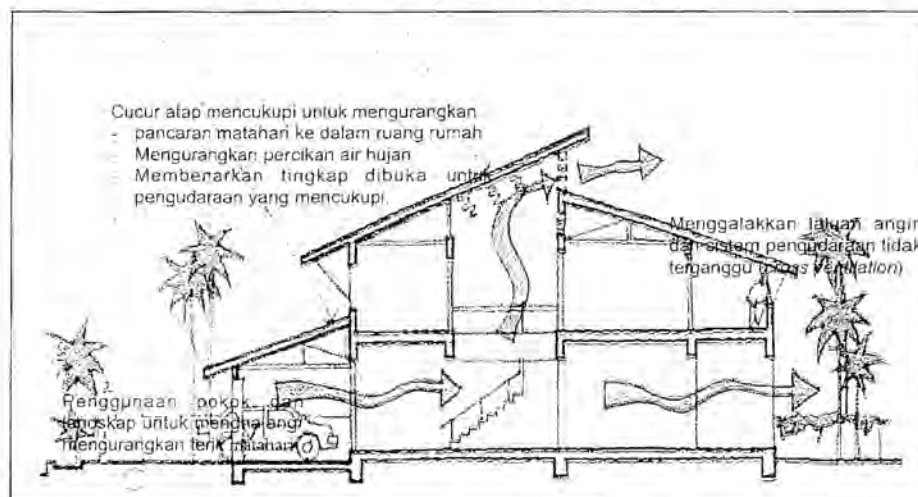 Cucur atap mencukupi untuk mengurangkan
- pancaran matahari ke dalam ruang rumah
- Mengurangkan percikan air hujan
- Membenarkan tingkap dibuka untuk
pengudaraan yang mencukupi.
Menggalakkan laluan angin
dan sistem pengudaraan tidak
terganggu (cross ventilation)
Penggunaan pokok dan
landskap untuk menghalang/
mengurangkan terik matahari